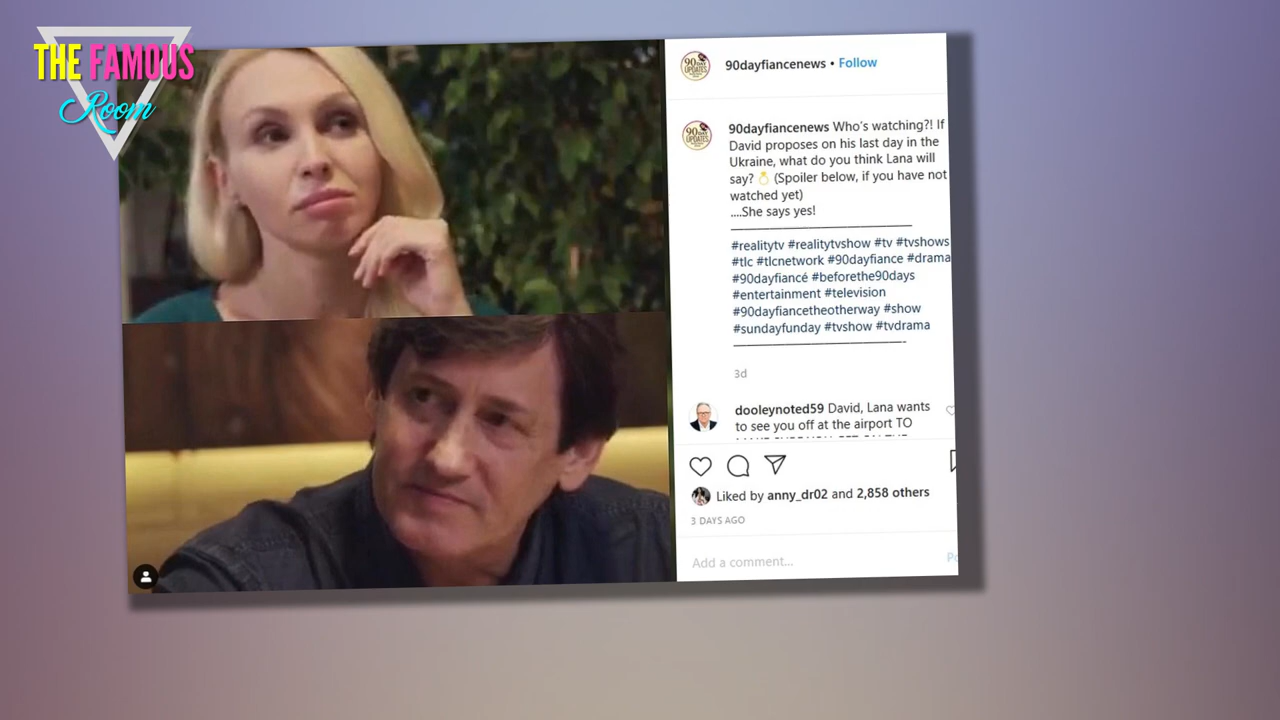 THE FAMOUS
Room
90dayfiancenews • Follow
90dayfiancenews Who's watching?! If
David proposes on his last day in the
Ukraine, what do you think Lana will
say? 💍 (Spoiler below, if you have not
watched yet)
....She says yes!
#realitytv #realitytvshow #tv #tvshows
#tlc #tlcnetwork #90dayfiance #drama
#90dayfiancé #beforethe90days
#entertainment #television
#90dayfiancetheotherway #show
#sundayfunday #tvshow #tvdrama
3d
dooleynoted59 David, Lana wants
to see you off at the airport TO
Liked by anny_dr02 and 2,858 others
3 DAYS AGO
Add a comment...